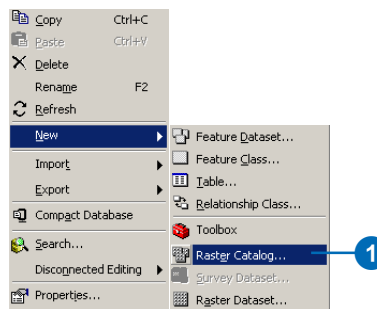 Copy Ctrl+C
Paste Ctrl+V
Delete
Rename F2
Refresh
New
Import
Export
Compact Database
Search...
Disconnected Editing
Properties...
Feature Dataset...
Feature Class...
Table...
Relationship Class...
Toolbox
Raster Catalog...
Survey Dataset...
Raster Dataset...
1